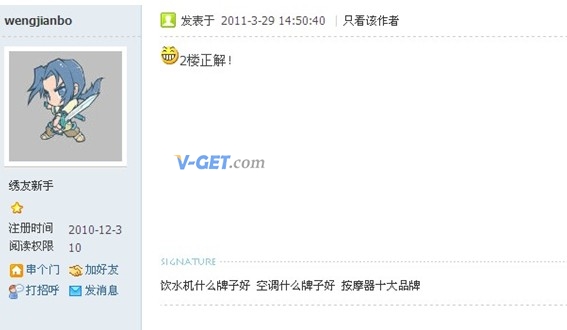 wengjianbo
发表于 2011-3-29 14:50:40 | 只看该作者
2楼正解！
V-GET.com
绣友新手
注册时间 2010-12-3
阅读权限 10
串个门 加好友
打招呼 发消息
SIGNATURE
饮水机什么牌子好 空调什么牌子好 按摩器十大品牌